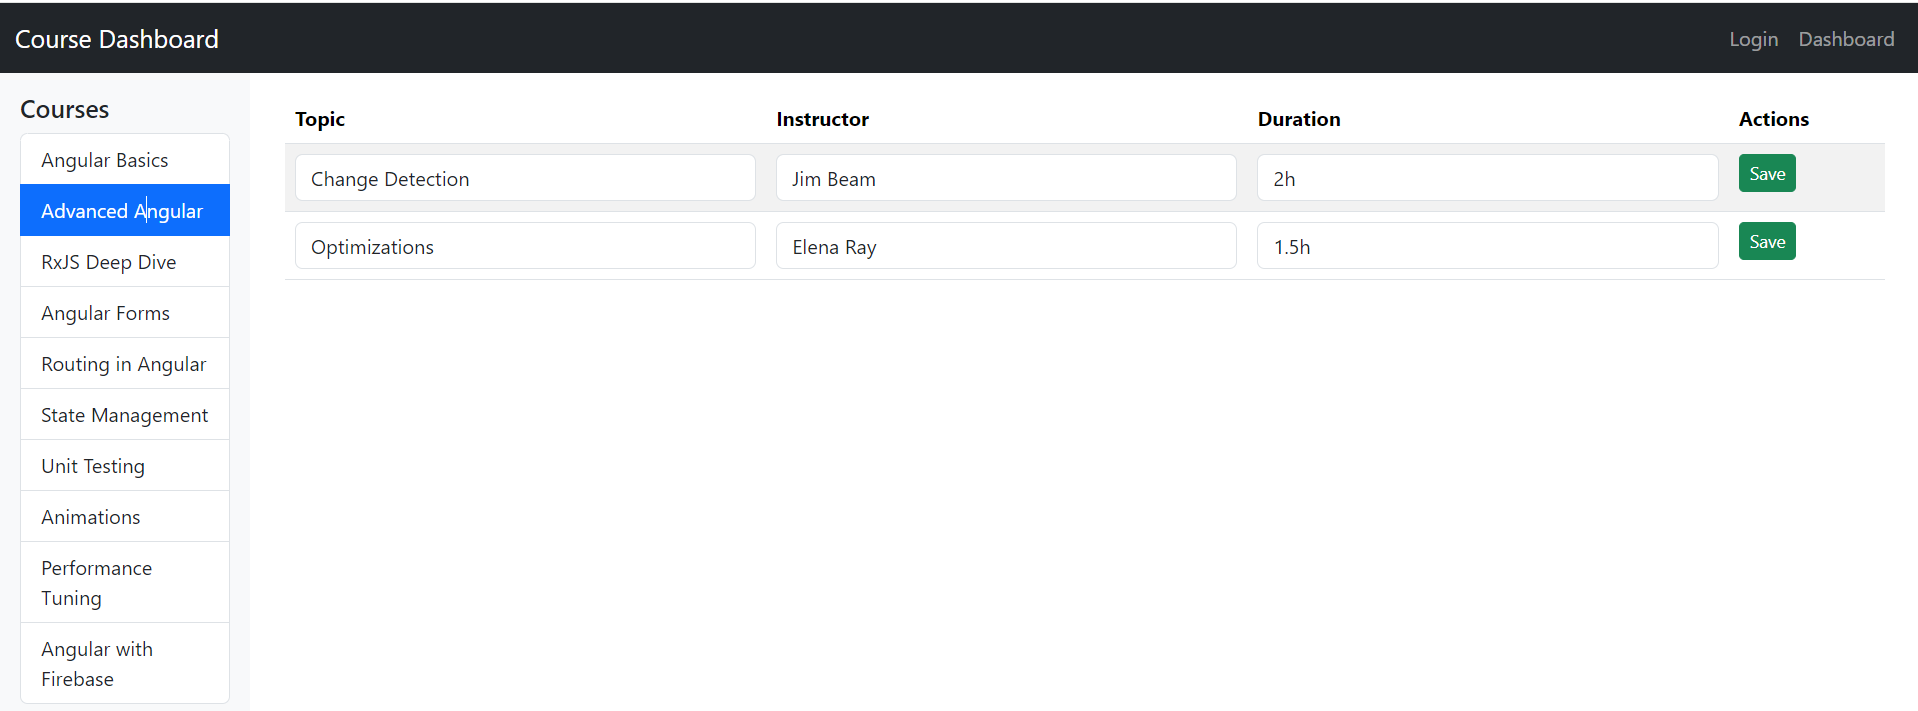 Course Dashboard
Login Dashboard
Courses
Angular Basics
Advanced Angular
RxJS Deep Dive
Angular Forms
Routing in Angular
State Management
Unit Testing
Animations
Performance
Tuning
Angular with
Firebase
Topic Instructor Duration Actions
Change Detection Jim Beam 2h Save
Optimizations Elena Ray 1.5h Save